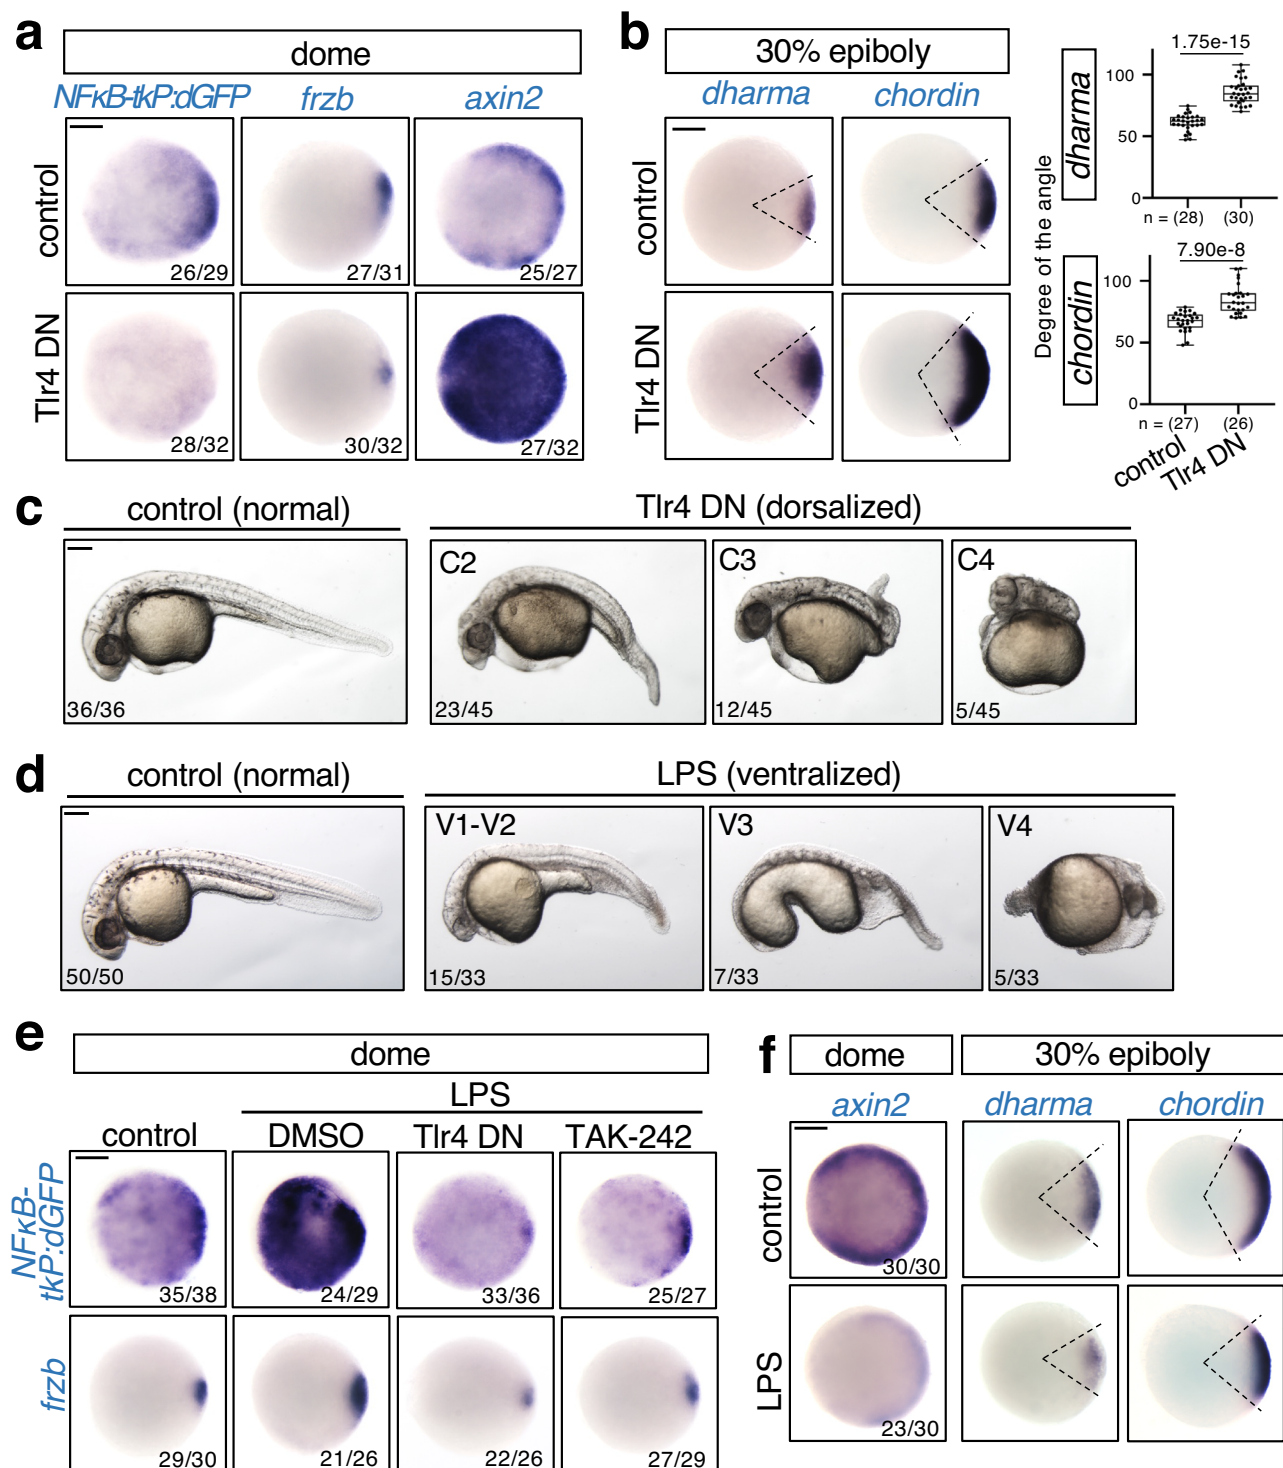 a
dome
NFκB-tkP:dGFP frzb axin2
control
26/29 27/31 25/27
Tlr4 DN
28/32 30/32 27/32
b
30% epiboly
dharma chordin
control
Tlr4 DN
Degree of the angle
dharma
1.75e-15
100
50
0
n = (28) (30)
chordin
7.90e-8
100
50
0
n = (27) (26)
control Tlr4 DN
c
control (normal) Tlr4 DN (dorsalized)
C2 C3 C4
36/36 23/45 12/45 5/45
d
control (normal) LPS (ventralized)
V1-V2 V3 V4
50/50 15/33 7/33 5/33
e
dome
LPS
control DMSO Tlr4 DN TAK-242
NFκB-
tkP:dGFP
35/38 24/29 33/36 25/27
frzb
29/30 21/26 22/26 27/29
f
dome 30% epiboly
axin2 dharma chordin
control
30/30
LPS
23/30